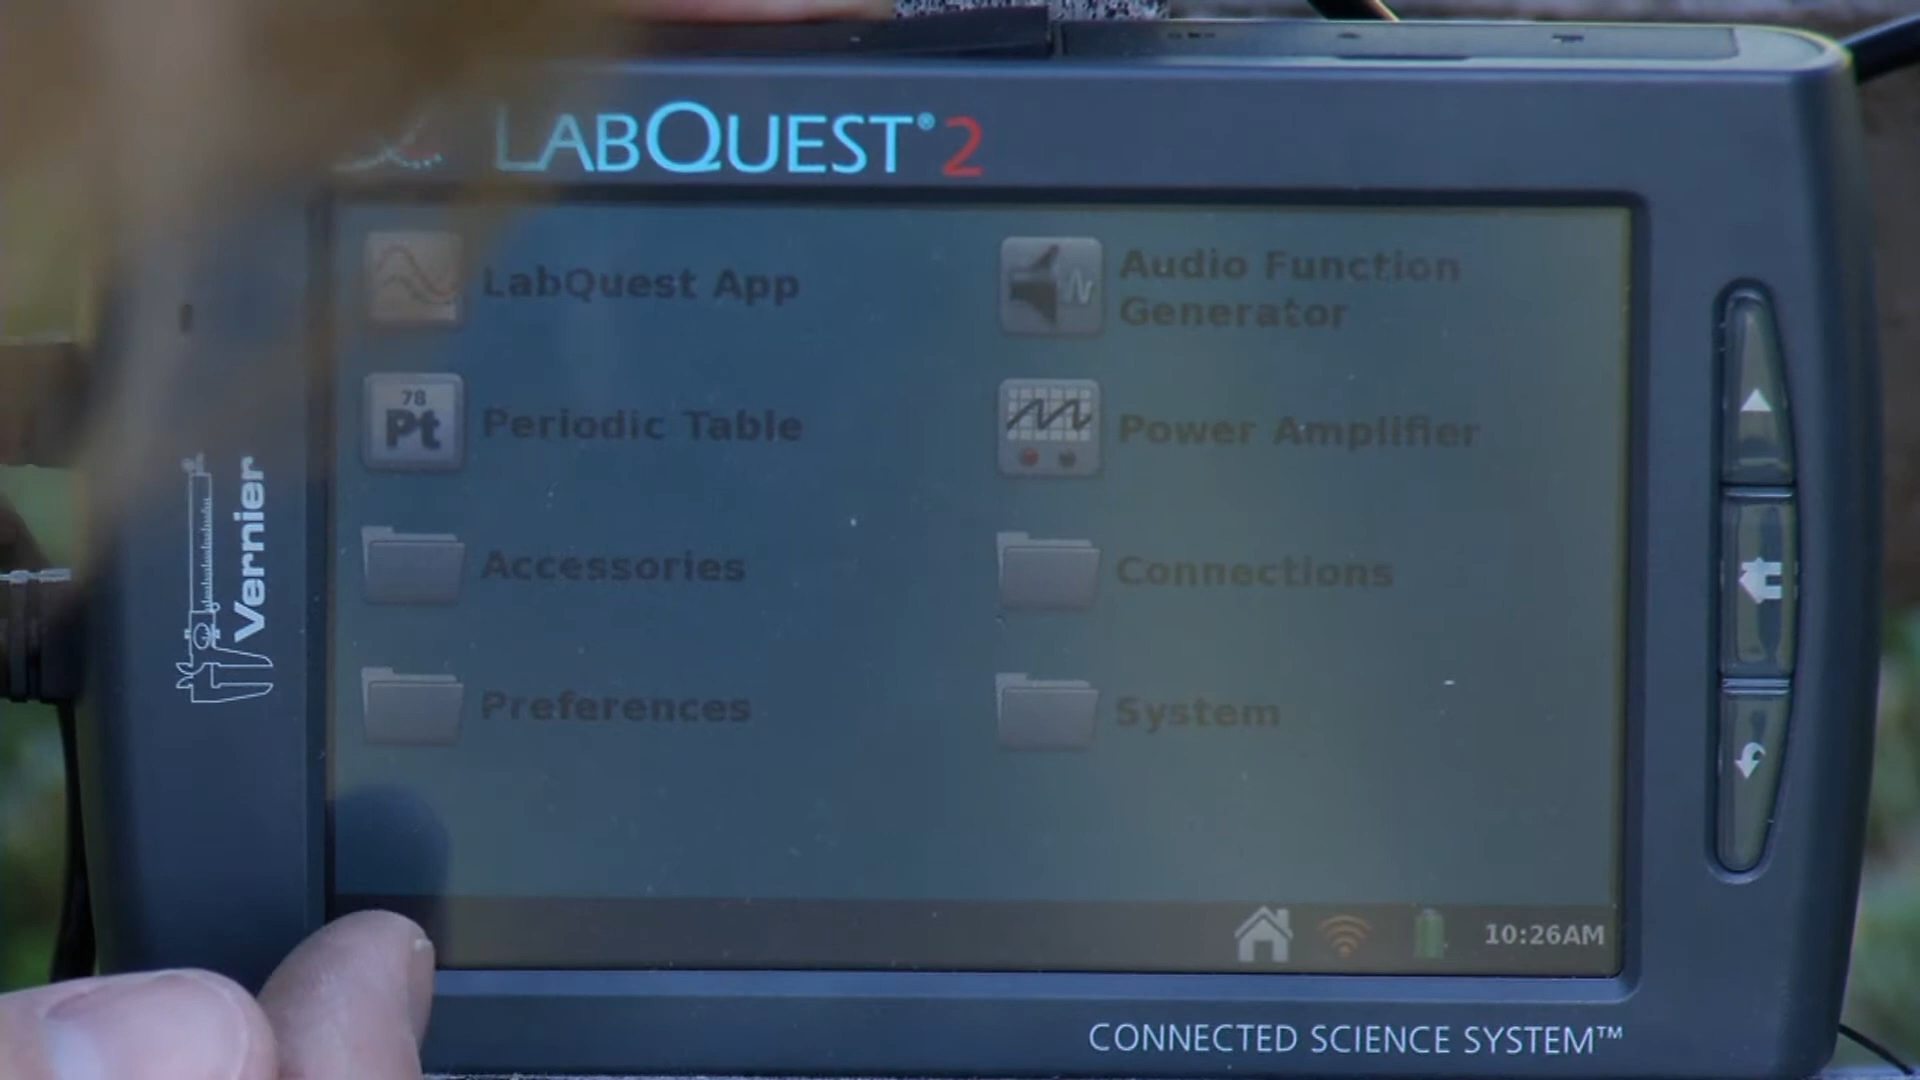 LABQUEST® 2
LabQuest App
Audio Function
Generator
78
Pt
Periodic Table
Power Amplifier
Accessories
Connections
Preferences
System
10:26AM
Vernier
CONNECTED SCIENCE SYSTEM™